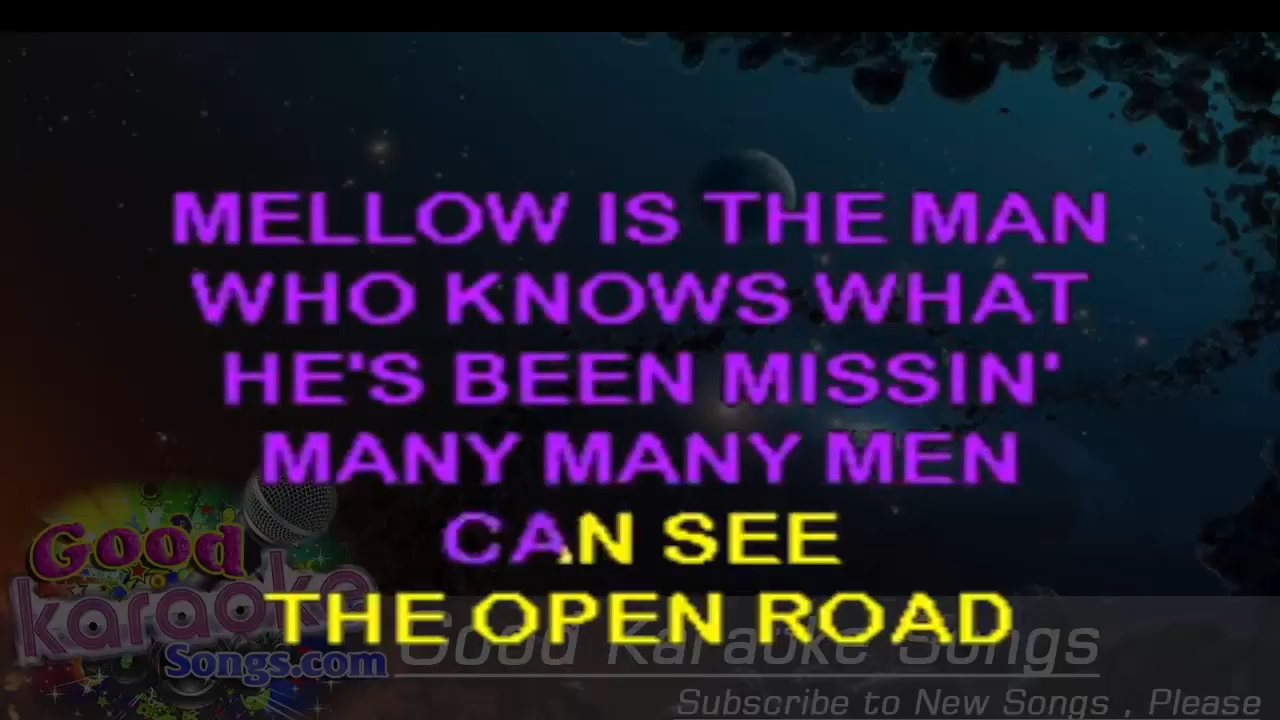 MELLOW IS THE MAN
WHO KNOWS WHAT
HE'S BEEN MISSIN'
MANY MANY MEN
CAN SEE
THE OPEN ROAD
Good
karaoke
Songs.com
Good Karaoke Songs
Subscribe to New Songs , Please